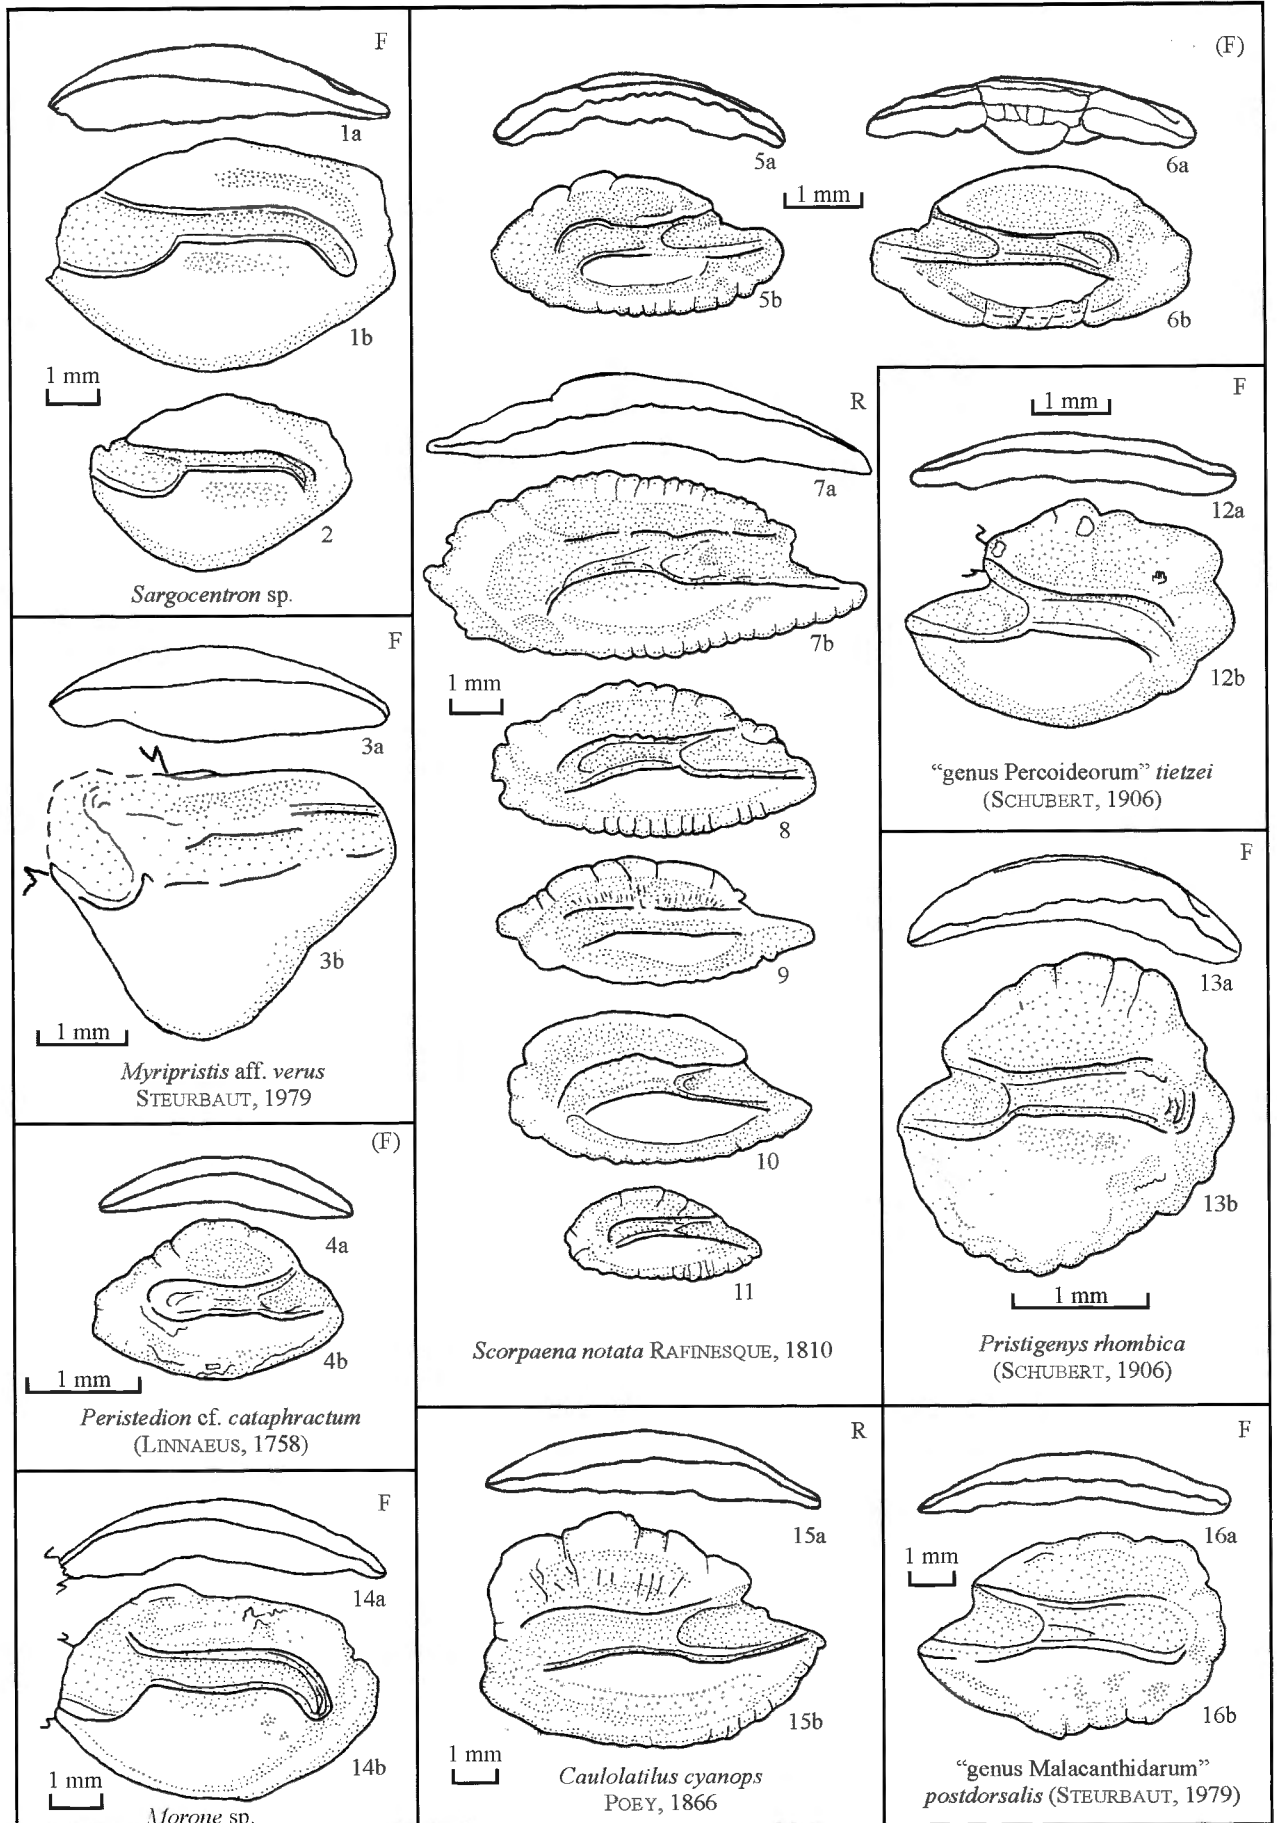 F
1a
1b
1 mm
2
Sargocentron sp.
F
3a
3b
1 mm
Myripristis aff. verus
STEURBAUT, 1979
(F)
4a
4b
1 mm
Peristedion cf. cataphractum
(LINNAEUS, 1758)
F
14a
14b
1 mm
Morone sp.
(F)
5a
6a
1 mm
5b
6b
R
7a
7b
1 mm
8
9
10
11
Scorpaena notata RAFINESQUE, 1810
F
1 mm
12a
12b
“genus Percoideorum” tietzei
(SCHUBERT, 1906)
F
13a
13b
1 mm
Pristigenys rhombica
(SCHUBERT, 1906)
R
15a
15b
1 mm
Caulolatilus cyanops
POEY, 1866
F
16a
1 mm
16b
“genus Malacanthidarum”
postdorsalis (STEURBAUT, 1979)